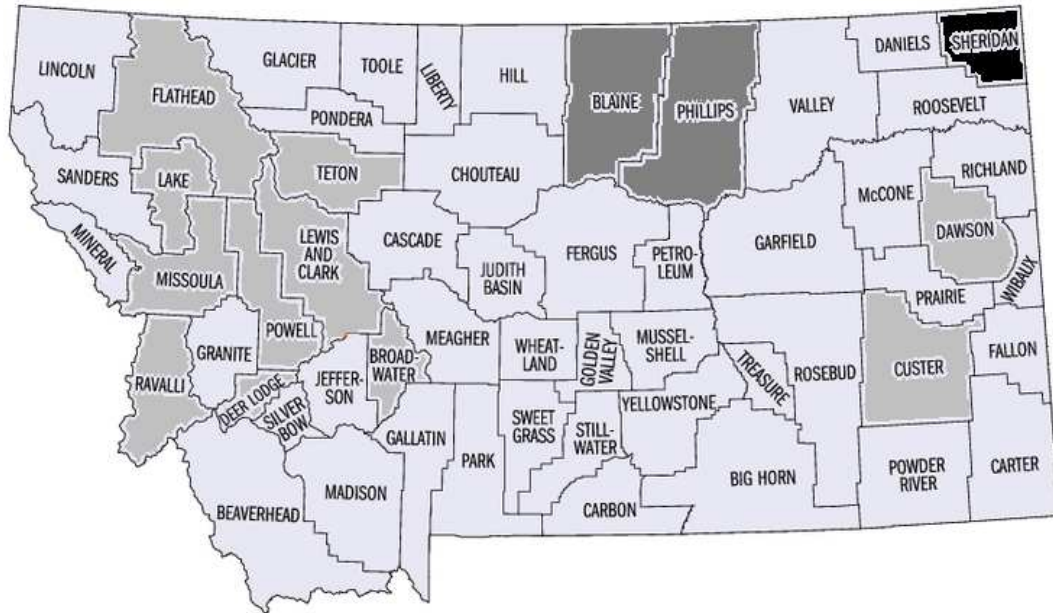 LINCOLN
FLATHEAD
GLACIER
TOOLE
LIBERTY
HILL
BLAINE
PHILLIPS
VALLEY
DANIELS
SHERIDAN
ROOSEVELT
PONDERA
SANDERS
LAKE
TETON
CHOUTEAU
McCONE
RICHLAND
MINERAL
MISSOULA
LEWIS
AND
CLARK
CASCADE
JUDITH
BASIN
FERGUS
PETRO-
LEUM
GARFIELD
DAWSON
WIBAUX
PRAIRIE
RAVALLI
GRANITE
POWELL
DEER LODGE
SILVER
BOW
JEFFER-
SON
BROAD-
WATER
MEAGHER
WHEAT-
LAND
GOLDEN
VALLEY
MUSSEL-
SHELL
TREASURE
ROSEBUD
CUSTER
FALLON
BEAVERHEAD
MADISON
GALLATIN
PARK
SWEET
GRASS
STILL-
WATER
YELLOWSTONE
CARBON
BIG HORN
POWDER
RIVER
CARTER